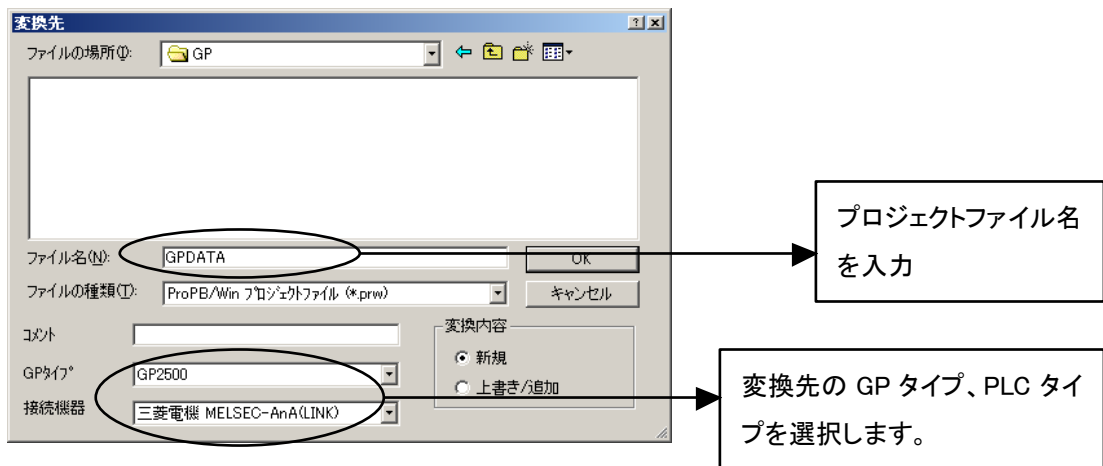 変換先
ファイルの場所(I):
GP
ファイル名(N):
GPDATA
OK
ファイルの種類(T):
ProPB/Win プロジェクトファイル (*.prw)
キャンセル
コメント
変換内容
新規
上書き/追加
GPタイプ
GP2500
接続機器
三菱電機 MELSEC-AnA(LINK)
プロジェクトファイル名
を入力
変換先の GP タイプ、PLC タイ
プを選択します。